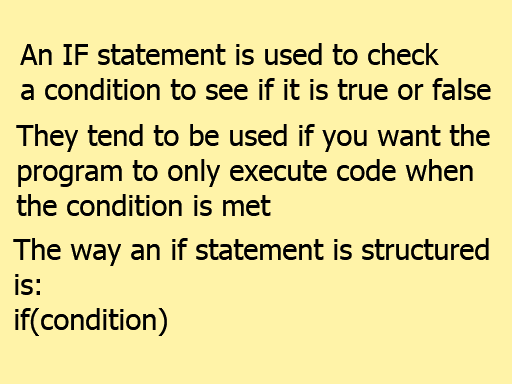 An IF statement is used to check
a condition to see if it is true or false
They tend to be used if you want the
program to only execute code when
the condition is met
The way an if statement is structured
is:
if(condition)